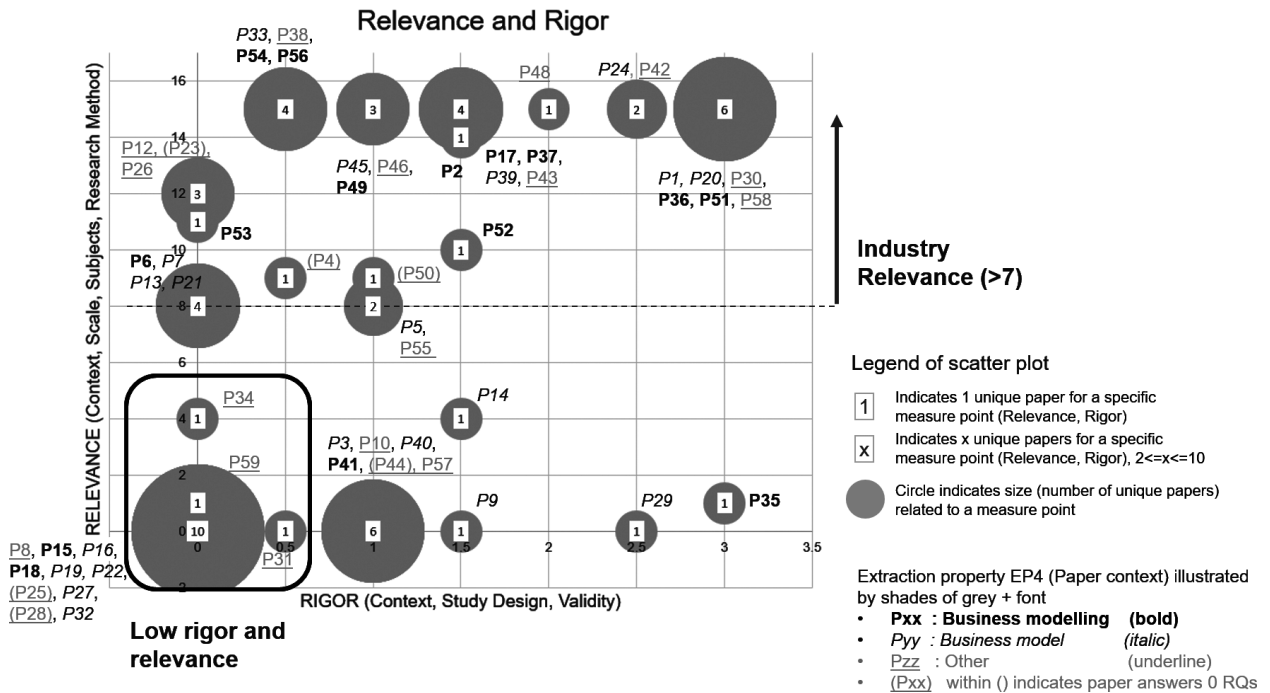 Relevance and Rigor
P33, P38,
P54, P56
P48
P24, P42
16
4
3
4
1
2
6
14
1
P12, (P23),
P26
P45, P46,
P49
P2
P17, P37,
P39, P43
P1, P20, P30,
P36, P51, P58
12
3
1
P53
P52
10
1
P6, P7
P13, P21
1
(P4)
1
(P50)
Industry
Relevance (>7)
8
4
2
P5,
P55
6
Legend of scatter plot
P34
P14
4
1
1
1
Indicates 1 unique paper for a specific
measure point (Relevance, Rigor)
P3, P10, P40,
P41, (P44), P57
x
Indicates x unique papers for a specific
measure point (Relevance, Rigor), 2<=x<=10
2
P59
P9
P29
P35
1
1
Circle indicates size (number of unique papers)
related to a measure point
0
10
1
6
1
1
0
0.5
1
1.5
2
2.5
3
3.5
P31
2
RELEVANCE (Context, Scale, Subjects, Research Method)
RIGOR (Context, Study Design, Validity)
P8, P15, P16,
P18, P19, P22,
(P25), P27,
(P28), P32
Low rigor and
relevance
Extraction property EP4 (Paper context) illustrated
by shades of grey + font
• Pxx : Business modelling (bold)
• Pyy : Business model (italic)
• Pzz : Other (underline)
• (Pxx) within () indicates paper answers 0 RQs